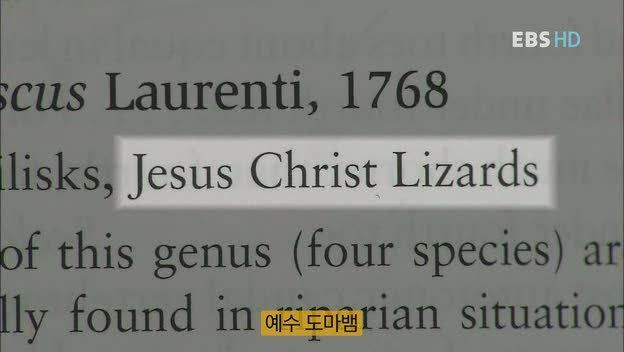 EBS HD
scus Laurenti, 1768
ilisks, Jesus Christ Lizards
of this genus (four species) ar
lly found in riparian situation
예수 도마뱀